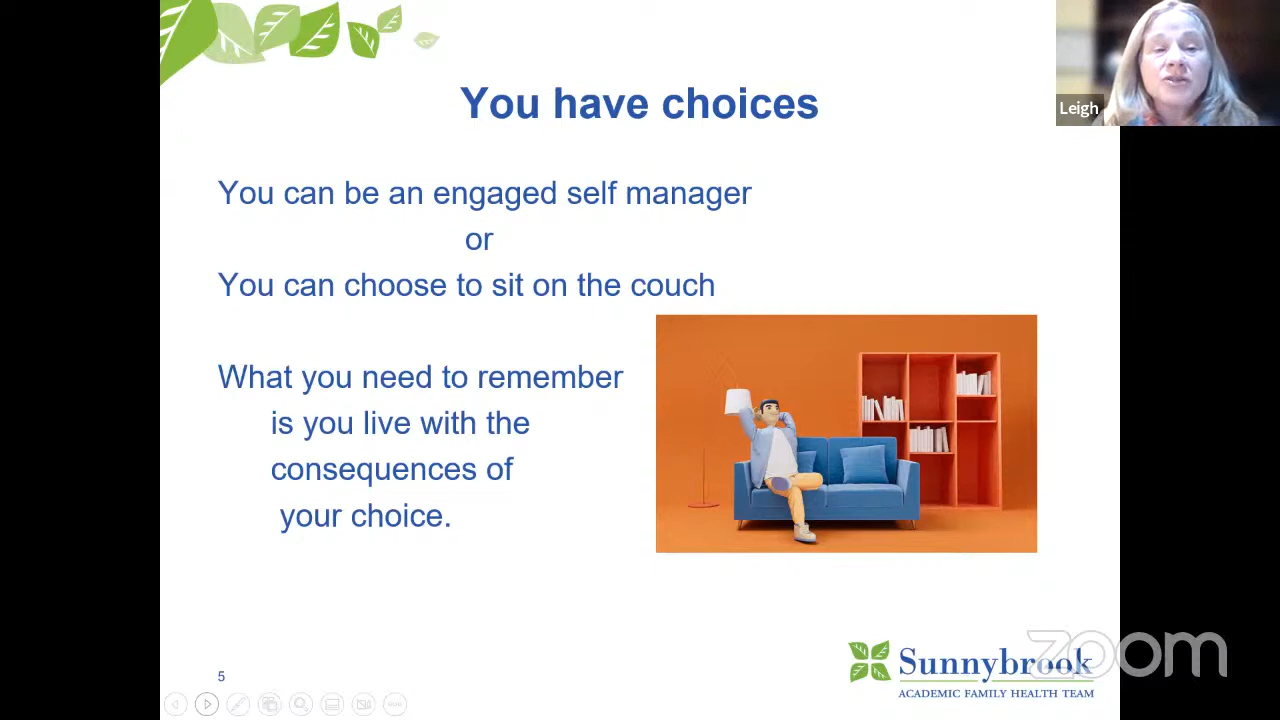 You have choices
Leigh
You can be an engaged self manager
or
You can choose to sit on the couch
What you need to remember
is you live with the
consequences of
your choice.
5
Sunnybrook
ACADEMIC FAMILY HEALTH TEAM
zoom